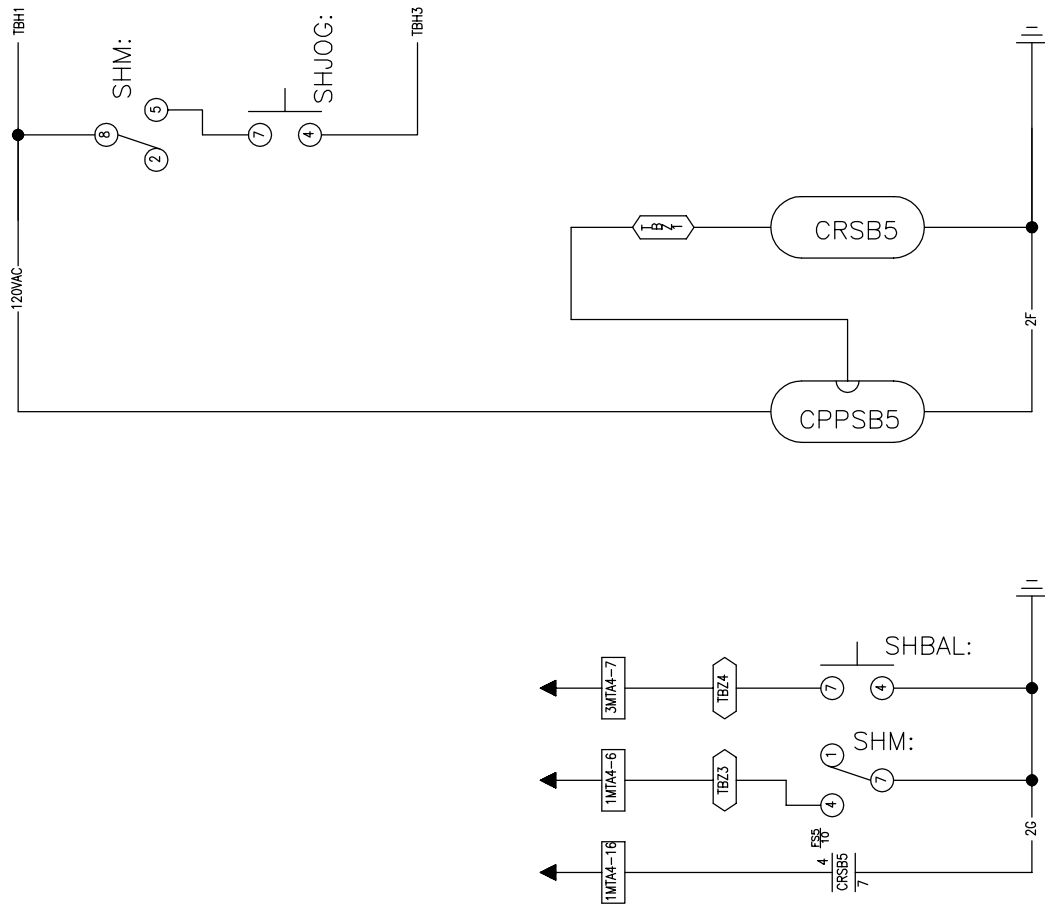 TBH1
SHM:
8
5
2
7
4
SHJOG:
TBH3
120VAC
TBZ1
CRSB5
2F
CPPSB5
3MTA4-7
TBZ4
7
4
SHBAL:
1MTA4-6
TBZ3
1
4
7
SHM:
1MTA4-16
FS5
10
4
CRSB5
7
2G